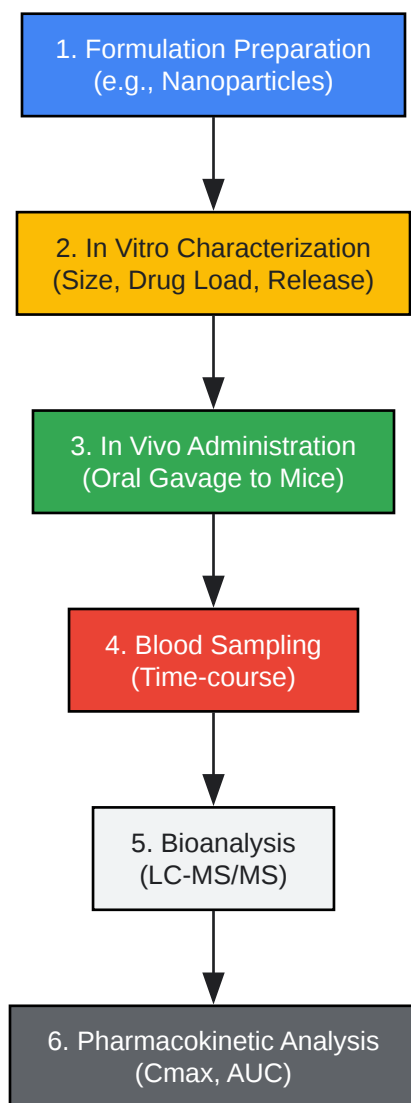 1. Formulation Preparation
(e.g., Nanoparticles)
2. In Vitro Characterization
(Size, Drug Load, Release)
3. In Vivo Administration
(Oral Gavage to Mice)
4. Blood Sampling
(Time-course)
5. Bioanalysis
(LC-MS/MS)
6. Pharmacokinetic Analysis
(Cmax, AUC)